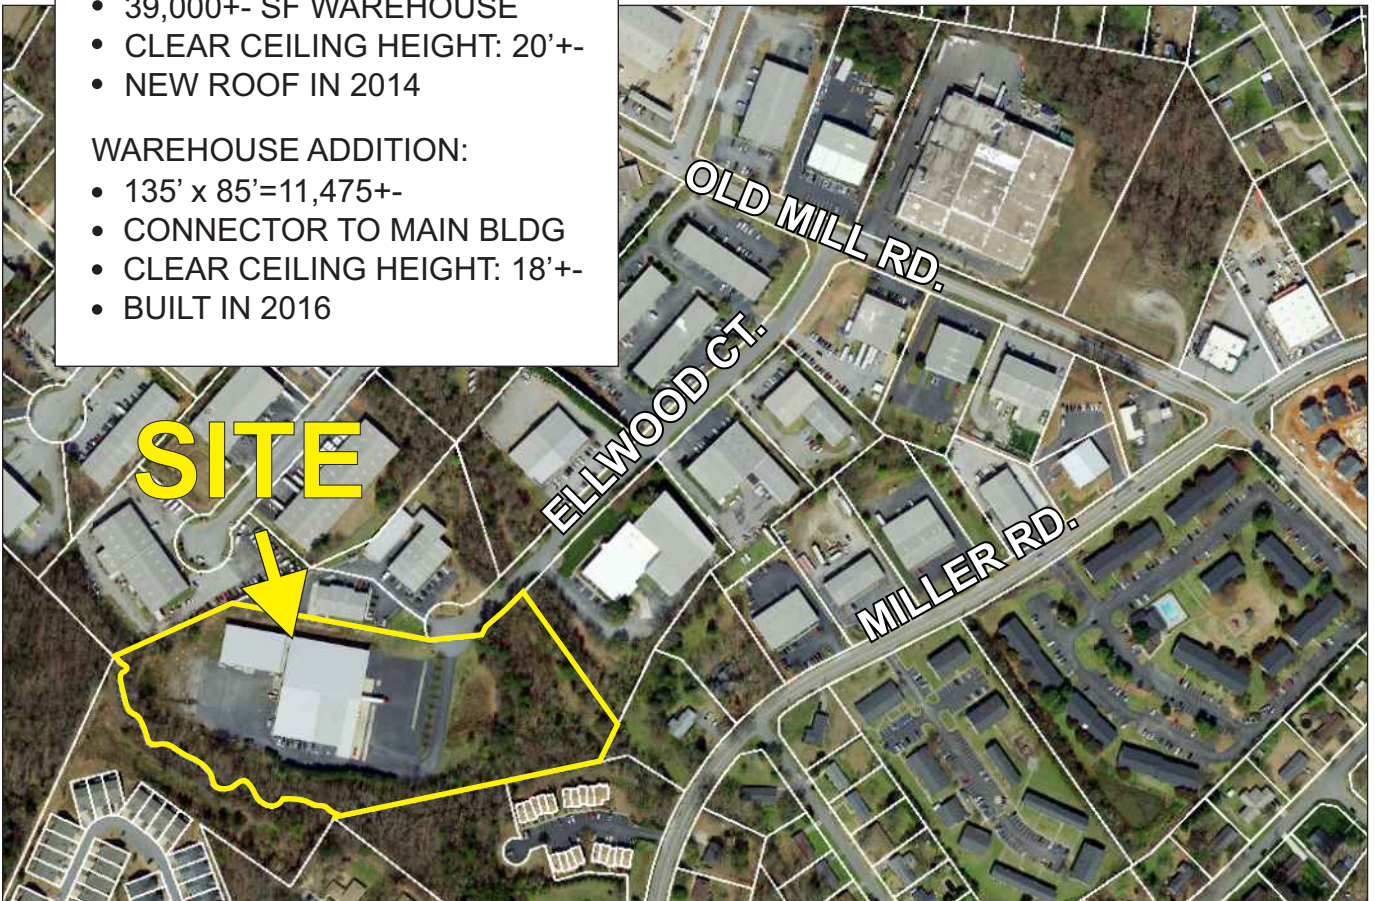 • 39,000+- SF WAREHOUSE
• CLEAR CEILING HEIGHT: 20’+-
• NEW ROOF IN 2014
WAREHOUSE ADDITION:
• 135’ x 85’=11,475+-
• CONNECTOR TO MAIN BLDG
• CLEAR CEILING HEIGHT: 18’+-
• BUILT IN 2016
OLD MILL RD.
ELLWOOD CT.
SITE
MILLER RD.